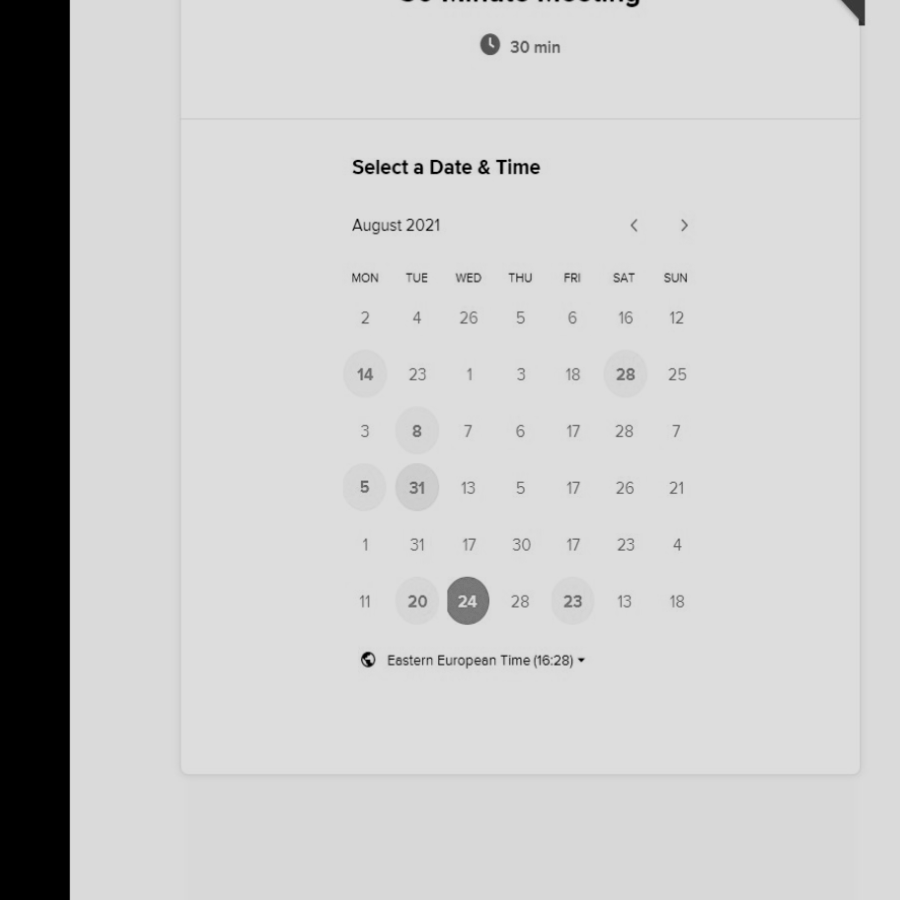 30 min
Select a Date & Time
August 2021
MON TUE WED THU FRI SAT SUN
2 4 26 5 6 16 12
14 23 1 3 18 28 25
3 8 7 6 17 28 7
5 31 13 5 17 26 21
1 31 17 30 17 23 4
11 20 24 28 23 13 18
Eastern European Time (16:28)